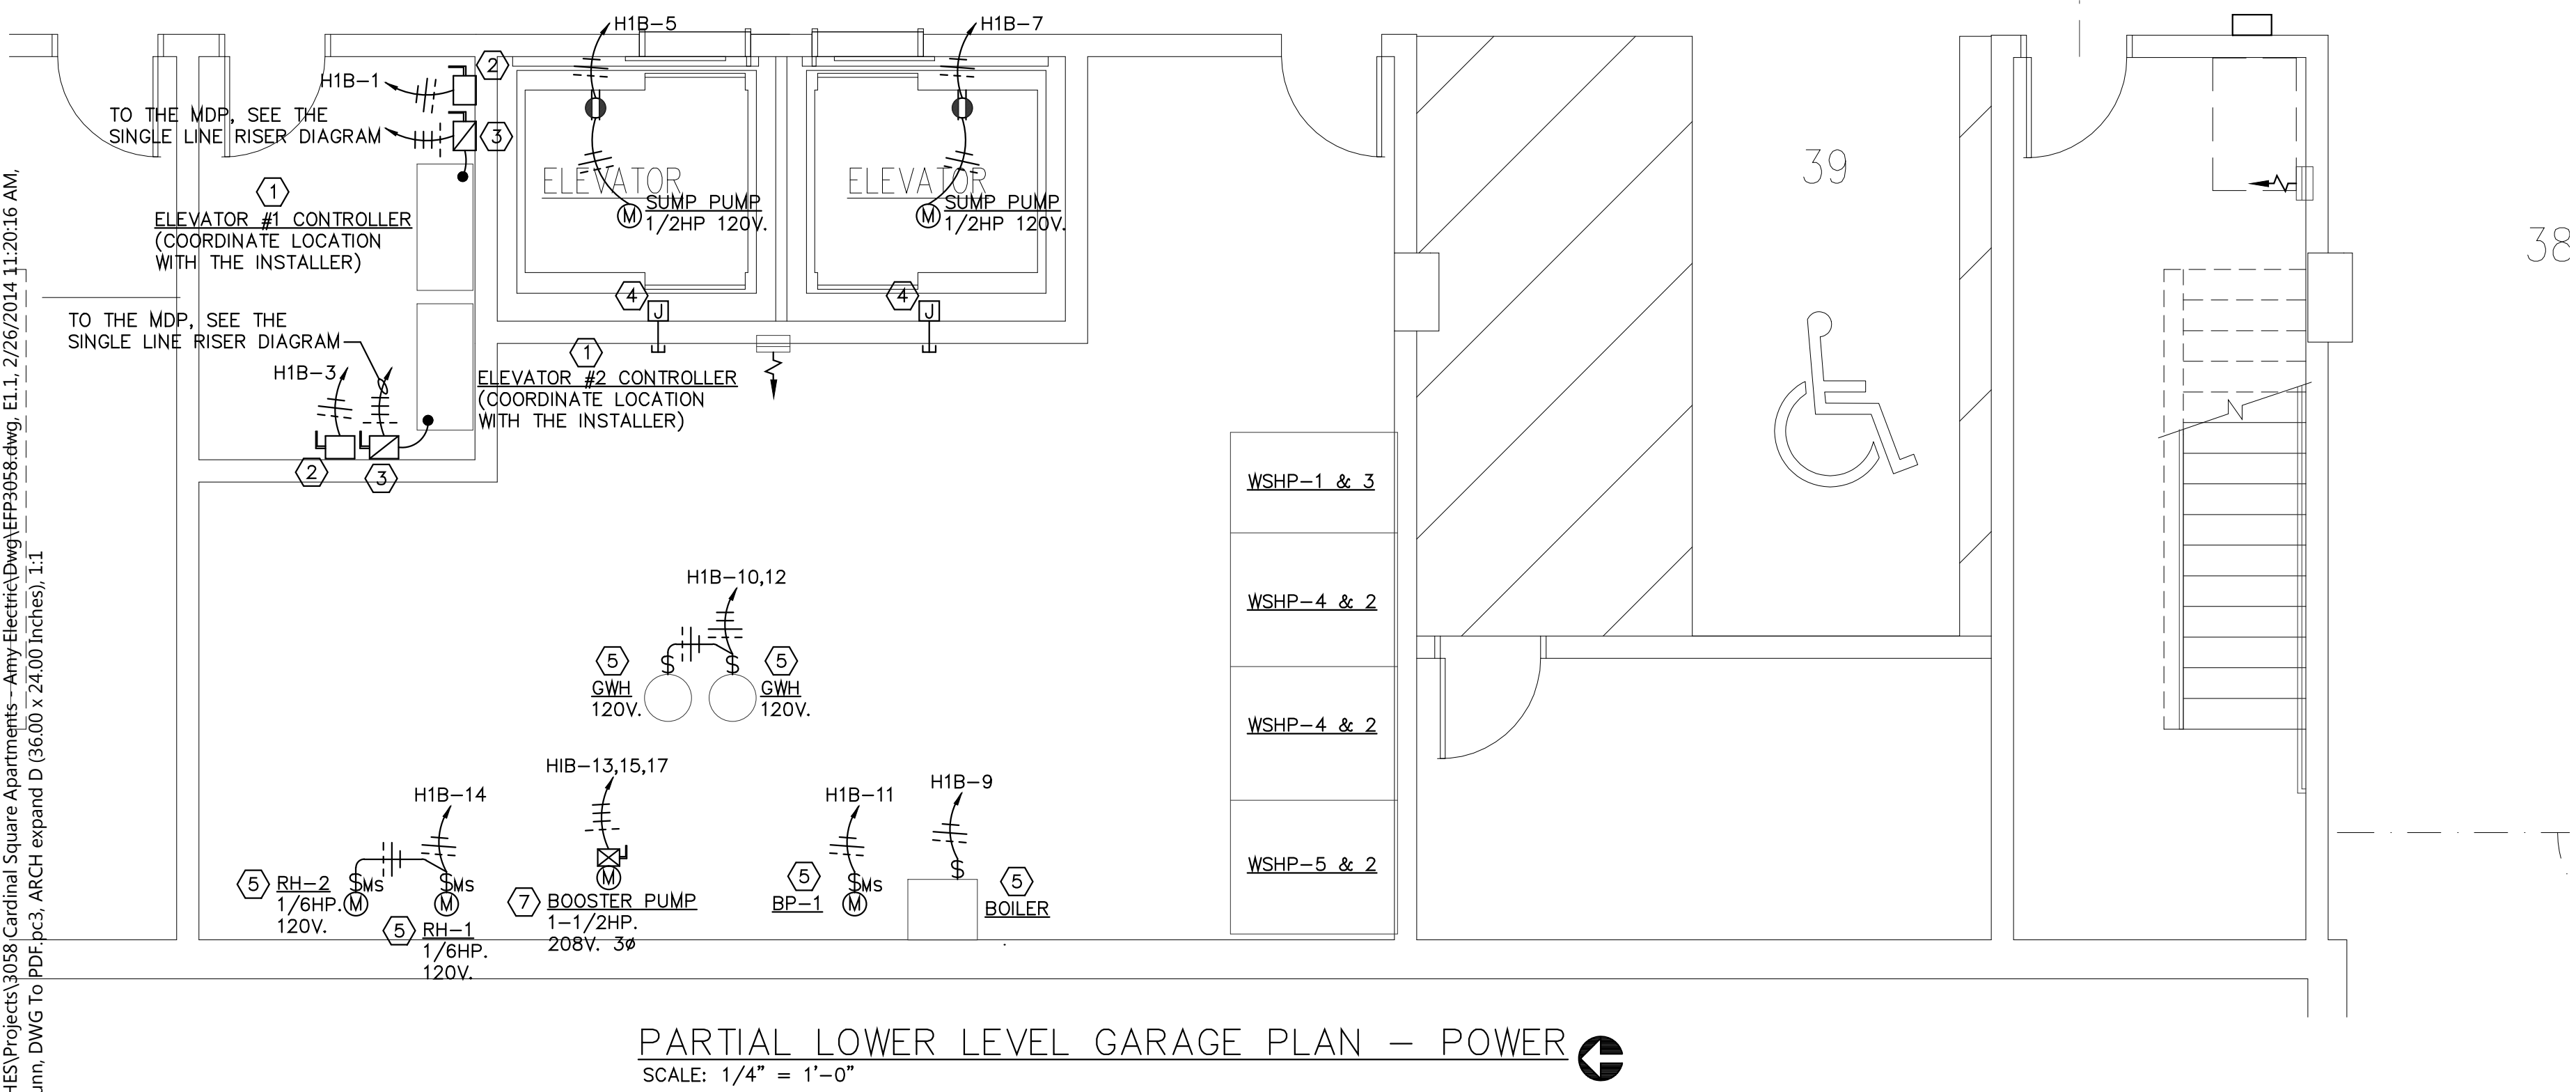 H1B-5
H1B-7
H1B-1
2
TO THE MDP, SEE THE
SINGLE LINE RISER DIAGRAM
3
39
38
ELEVATOR
ELEVATOR
SUMP PUMP
1/2HP 120V.
M
SUMP PUMP
1/2HP 120V.
M
1
ELEVATOR #1 CONTROLLER
(COORDINATE LOCATION
WITH THE INSTALLER)
4
J
4
J
TO THE MDP, SEE THE
SINGLE LINE RISER DIAGRAM
H1B-3
1
ELEVATOR #2 CONTROLLER
(COORDINATE LOCATION
WITH THE INSTALLER)
2
3
WSHP-1 & 3
WSHP-4 & 2
WSHP-4 & 2
WSHP-5 & 2
H1B-10,12
S
S
5
GWH
120V.
5
GWH
120V.
H1B-14
HIB-13,15,17
H1B-11
H1B-9
5
RH-2
1/6HP.
120V.
SMS
M
SMS
M
5
RH-1
1/6HP.
120V.
M
7
BOOSTER PUMP
1-1/2HP.
208V. 3ø
5
BP-1
SMS
M
S
5
BOILER
PARTIAL LOWER LEVEL GARAGE PLAN - POWER
SCALE: 1/4" = 1'-0"
HES\Projects\3058 Cardinal Square Apartments - Amy Electric\Dwg\EFP3058.dwg, E1.1, 2/26/2014 11:20:16 AM,
unn, DWG To PDF.pc3, ARCH expand D (36.00 x 24.00 Inches), 1:1